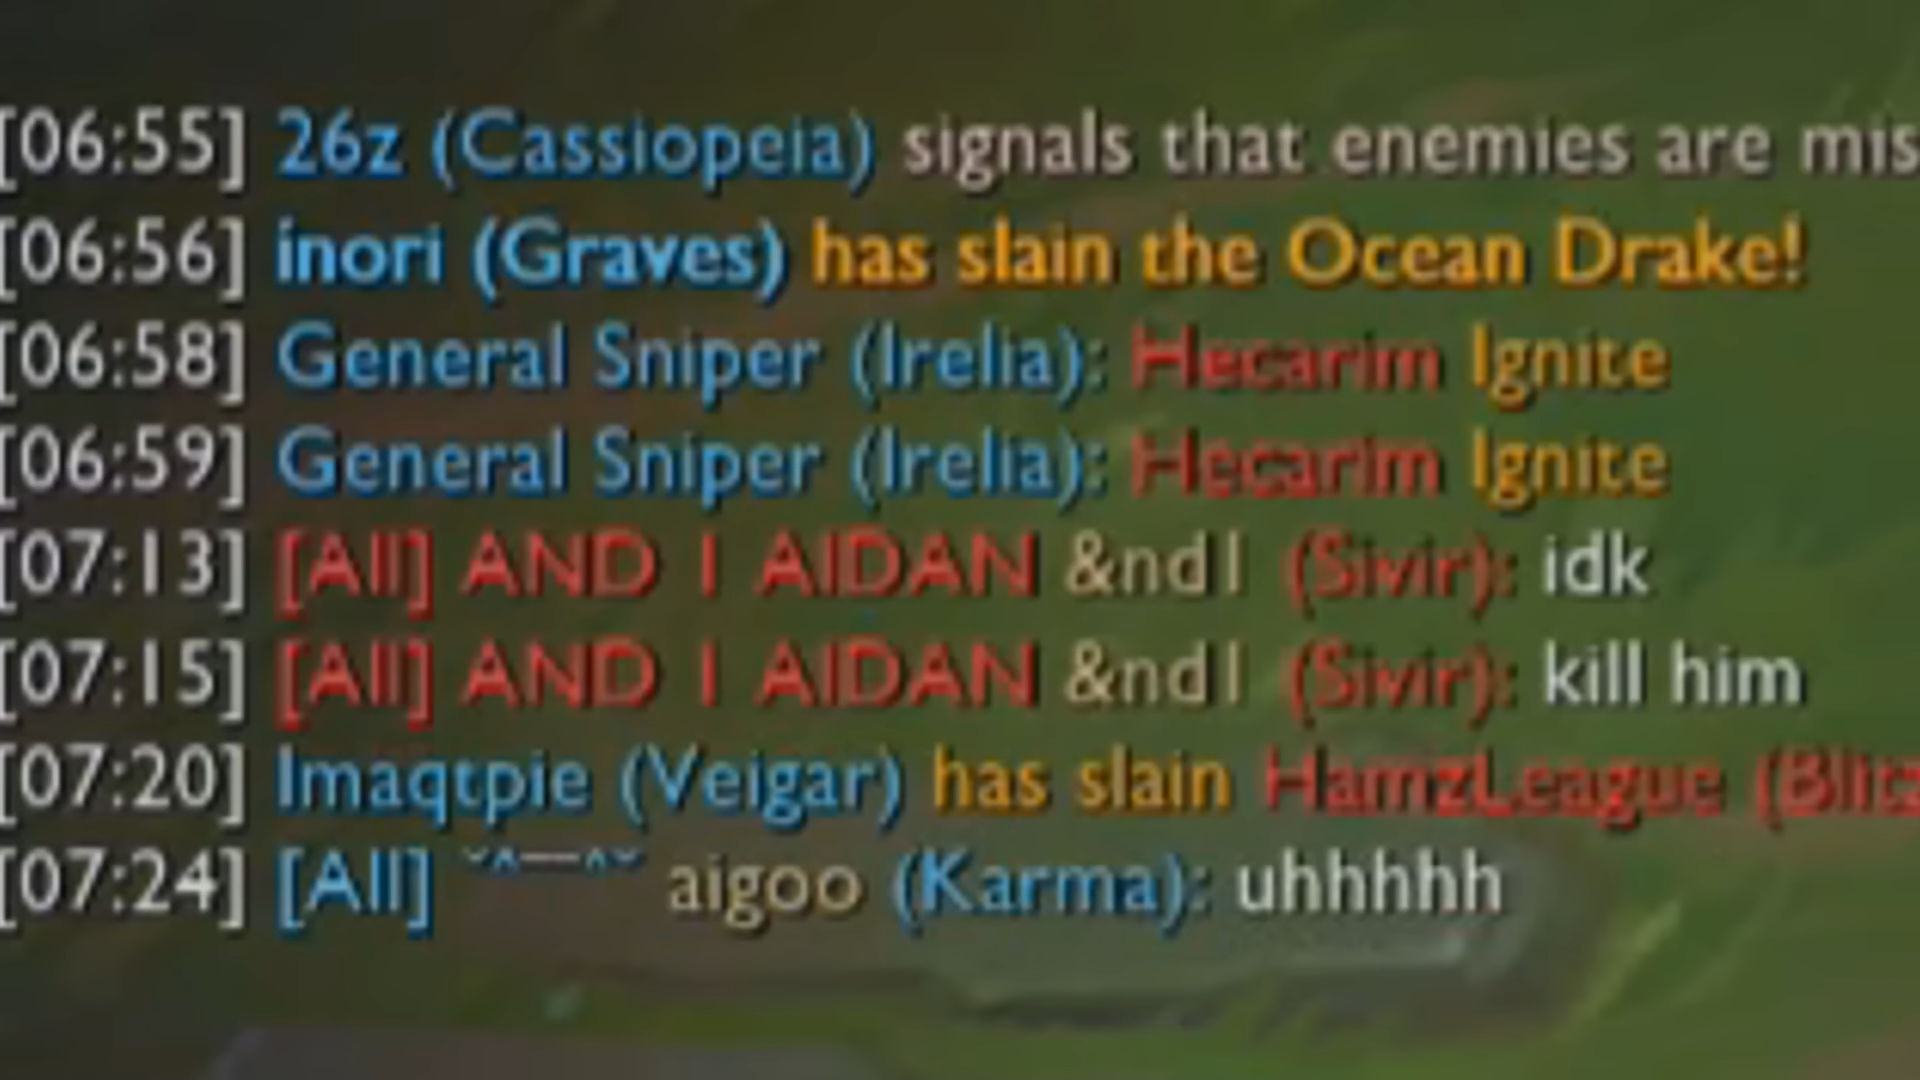 [06:55] 26z (Cassiopeia) signals that enemies are mis
[06:56] inori (Graves) has slain the Ocean Drake!
[06:58] General Sniper (Irelia): Hecarim Ignite
[06:59] General Sniper (Irelia): Hecarim Ignite
[07:13] [All] AND 1 AIDAN &nd1 (Sivir): idk
[07:15] [All] AND 1 AIDAN &nd1 (Sivir): kill him
[07:20] Imaqtpie (Veigar) has slain HamzLeague (Blitz
[07:24] [All] ˇ^—^ˇ aigoo (Karma): uhhhhh